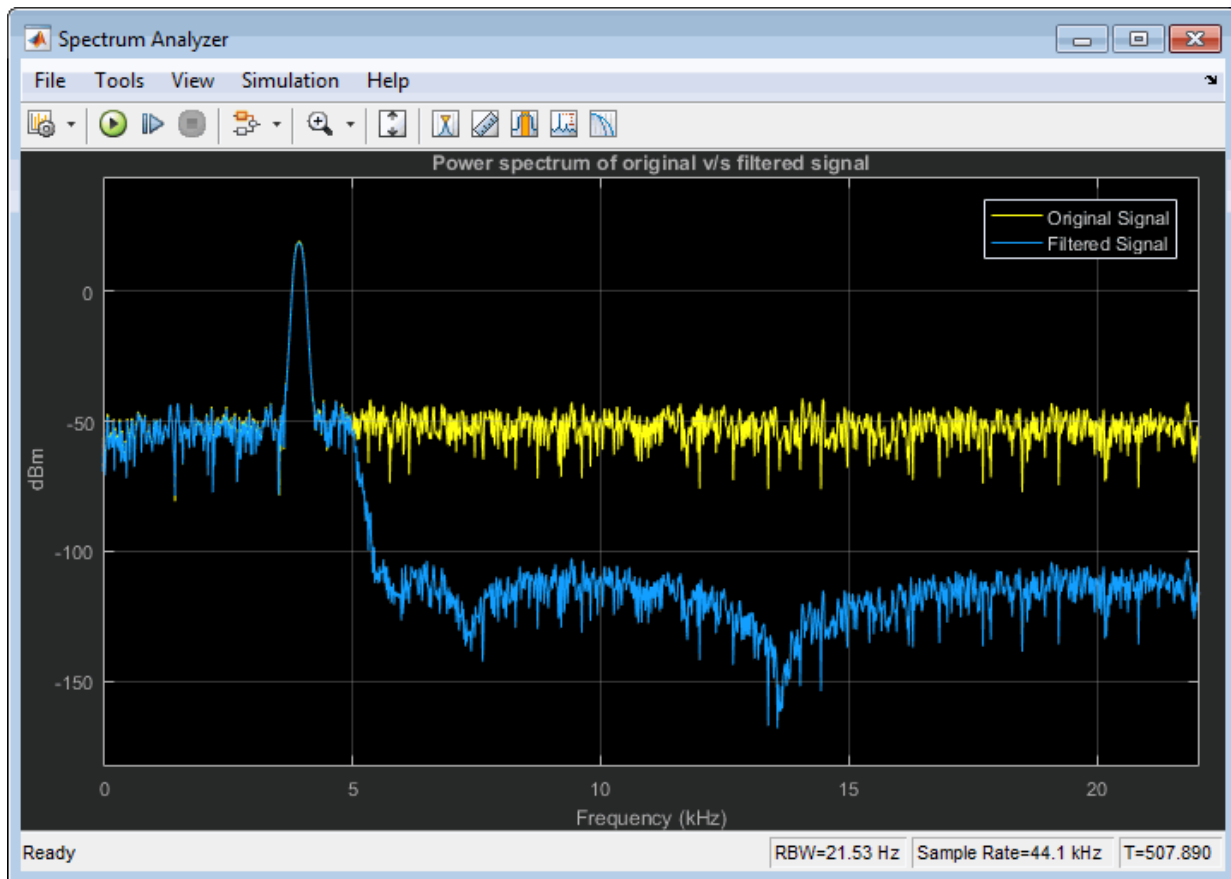 Spectrum Analyzer
File Tools View Simulation Help
Power spectrum of original v/s filtered signal
Original Signal
Filtered Signal
0
-50
-100
-150
dBm
0 5 10 15 20
Frequency (kHz)
Ready RBW=21.53 Hz Sample Rate=44.1 kHz T=507.890